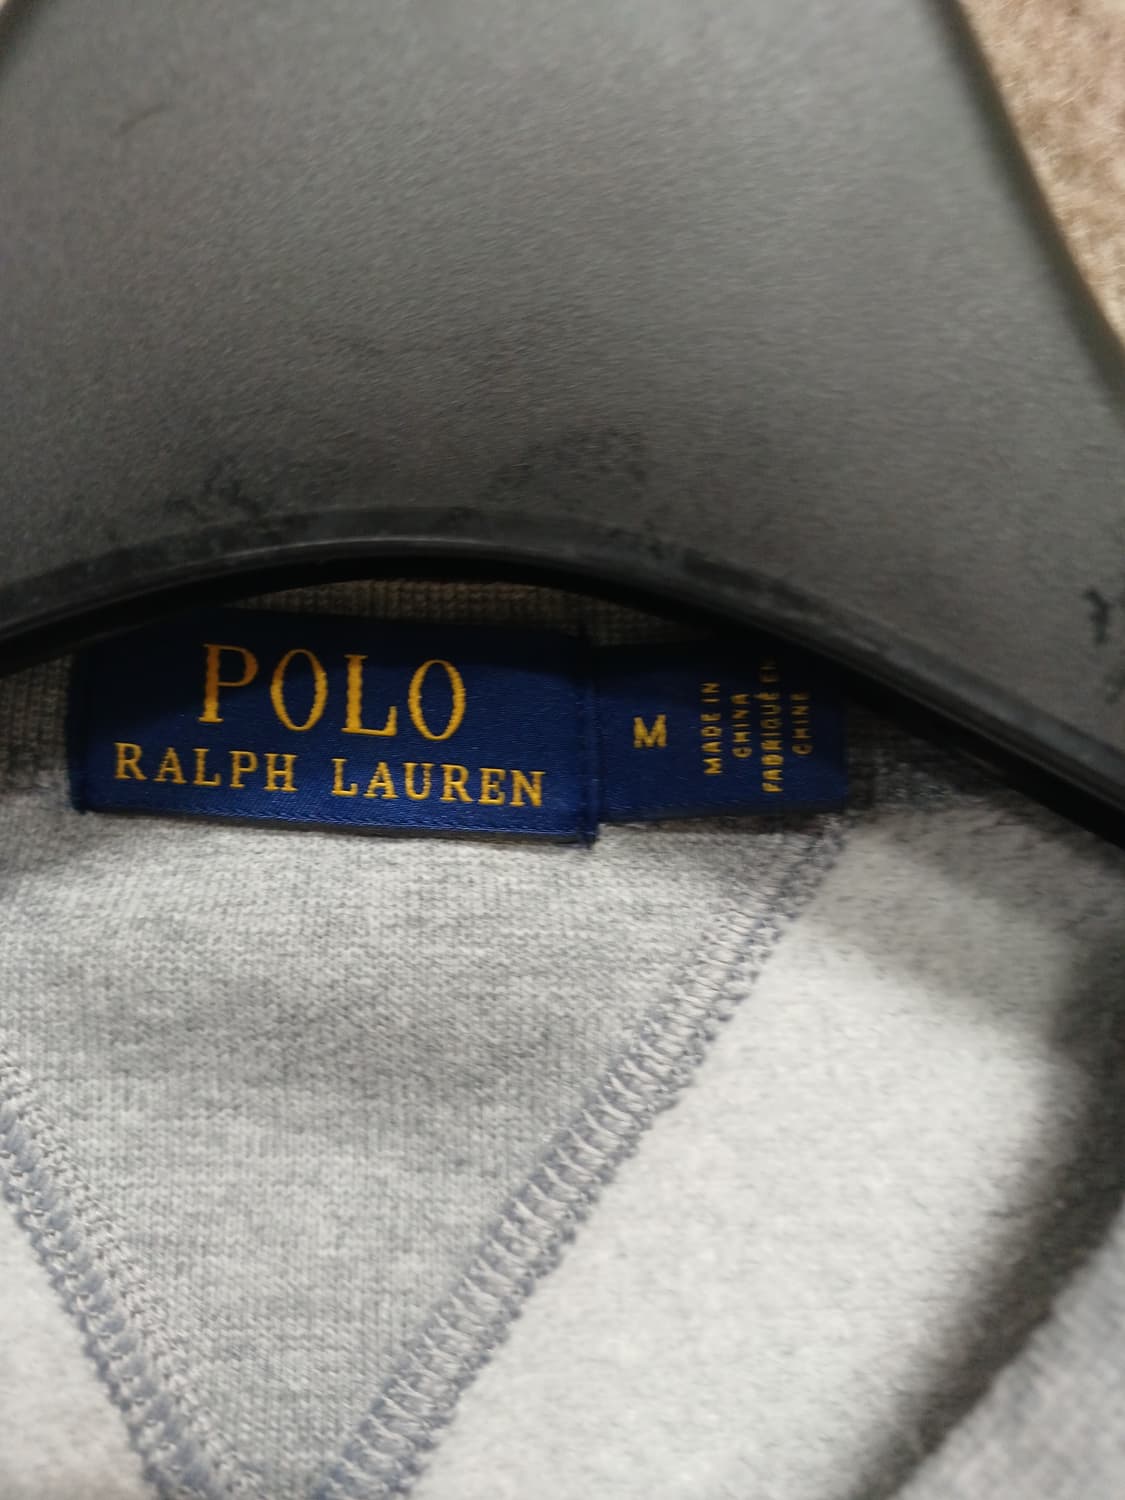 POLO
RALPH LAUREN
M
MADE IN
CHINA
FABRIQUÉ EN
CHINE